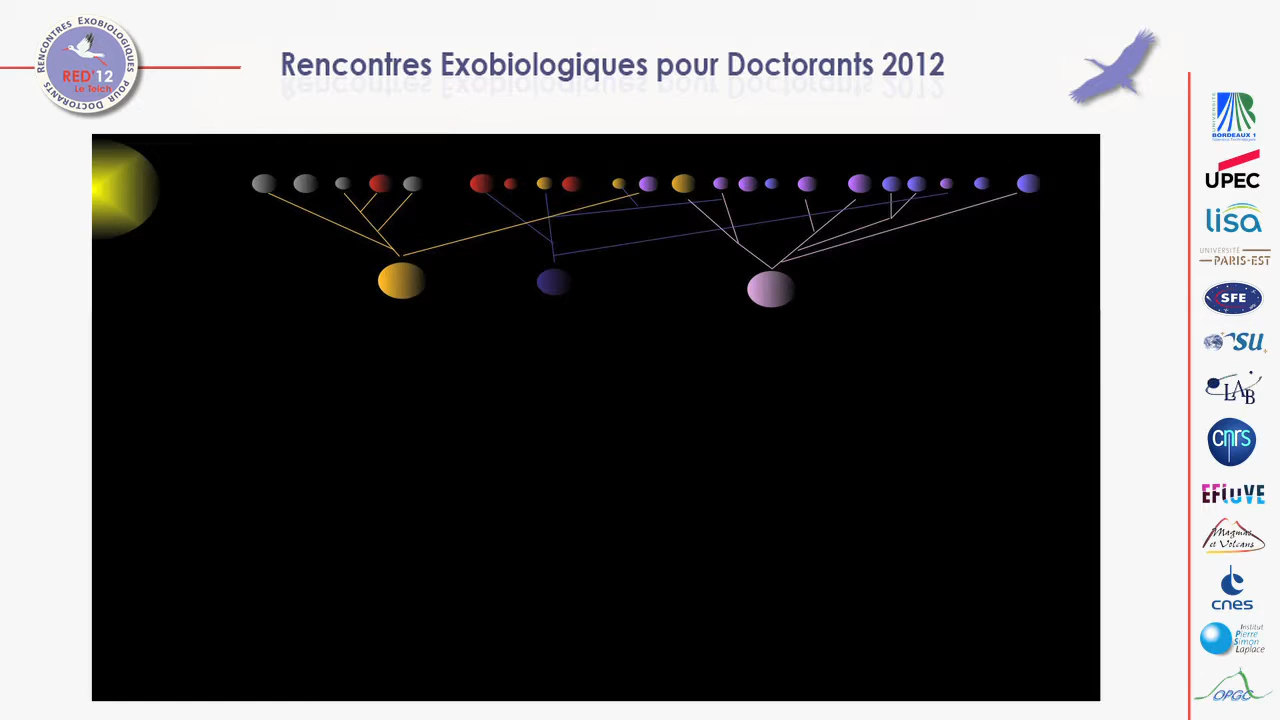 RENCONTRES EXOBIOLOGIQUES POUR DOCTORANTS
RED'12
Le Teich
Rencontres Exobiologiques pour Doctorants 2012
UNIVERSITÉ
BORDEAUX 1
UPEC
lisa
UNIVERSITÉ
PARIS-EST
SFE
SU
LAB
cnrs
EFLUVE
Magmas
et Volcans
cnes
Institut
Pierre
Simon
Laplace
OPGC